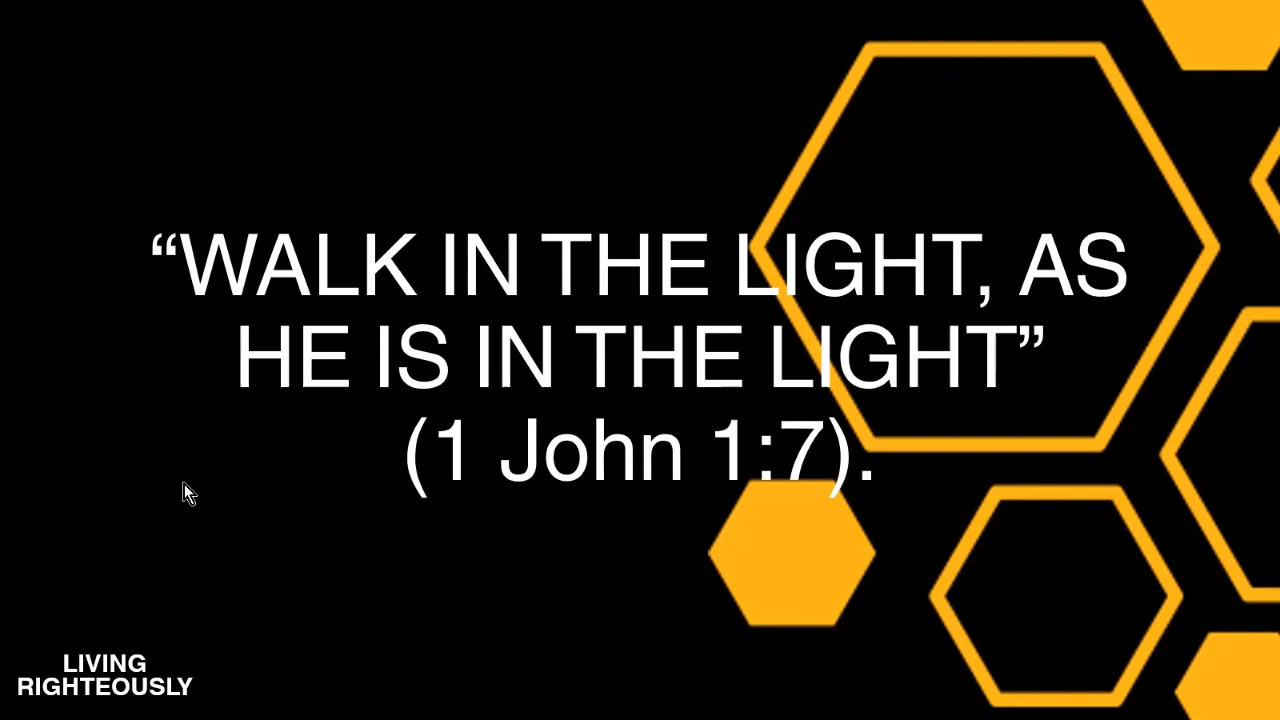 “WALK IN THE LIGHT, AS
HE IS IN THE LIGHT”
(1 John 1:7).
LIVING
RIGHTEOUSLY